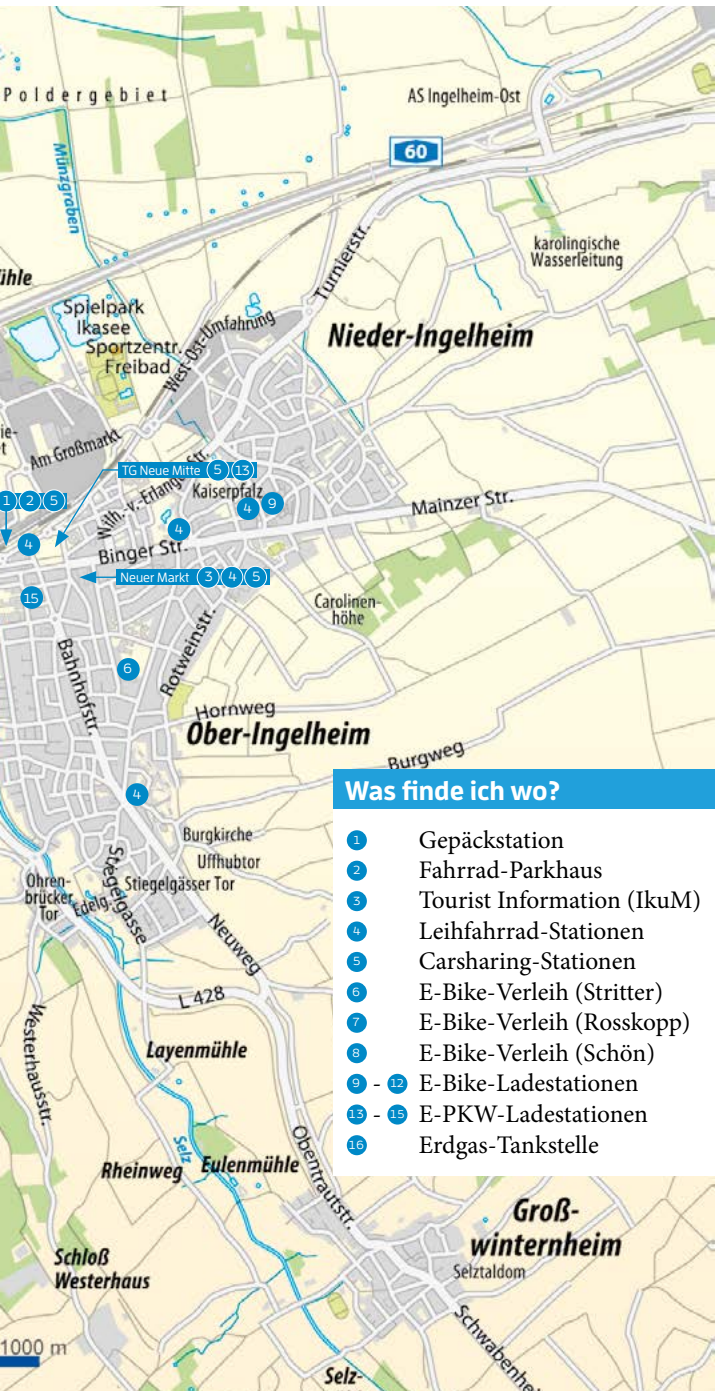 Poldergebiet
AS Ingelheim-Ost
60
Münzgraben
Turnierstr.
karolingische
Wasserleitung
ühle
Spielpark
Ikasee
Sportzentr.
Freibad
West-Ost-Umfahrung
Nieder-Ingelheim
ie-
et
Am Großmarkt
TG Neue Mitte 5 13
Wilh.-v.-Erlanger-Str.
Kaiserpfalz
4 9
1 2 5
4
4
Mainzer Str.
Binger Str.
Neuer Markt 3 4 5
15
Carolinen-
höhe
Rotweinstr.
Bahnhofstr.
6
Hornweg
Ober-Ingelheim
Burgweg
4
Burgkirche
Uffhubtor
Stiegelgässer Tor
Stiegelgasse
Ohren-
brücker
Tor
Edelg.
Neuweg
L 428
Westerhausstr.
Layenmühle
Selz
Rheinweg
Eulenmühle
Obentrautstr.
Groß-
winternheim
Selztaldom
Schloß
Westerhaus
Schwabenhe
1000 m
Selz-
Was finde ich wo?
1 Gepäckstation
2 Fahrrad-Parkhaus
3 Tourist Information (IkuM)
4 Leihfahrrad-Stationen
5 Carsharing-Stationen
6 E-Bike-Verleih (Stritter)
7 E-Bike-Verleih (Rosskopp)
8 E-Bike-Verleih (Schön)
9 - 12 E-Bike-Ladestationen
13 - 15 E-PKW-Ladestationen
16 Erdgas-Tankstelle